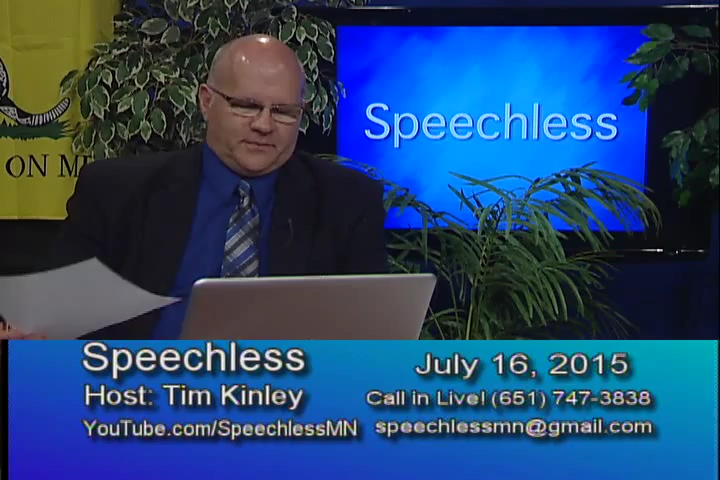 ON M
Speechless
Speechless
July 16, 2015
Host: Tim Kinley
Call in Live! (651) 747-3838
YouTube.com/SpeechlessMN
speechlessmn@gmail.com